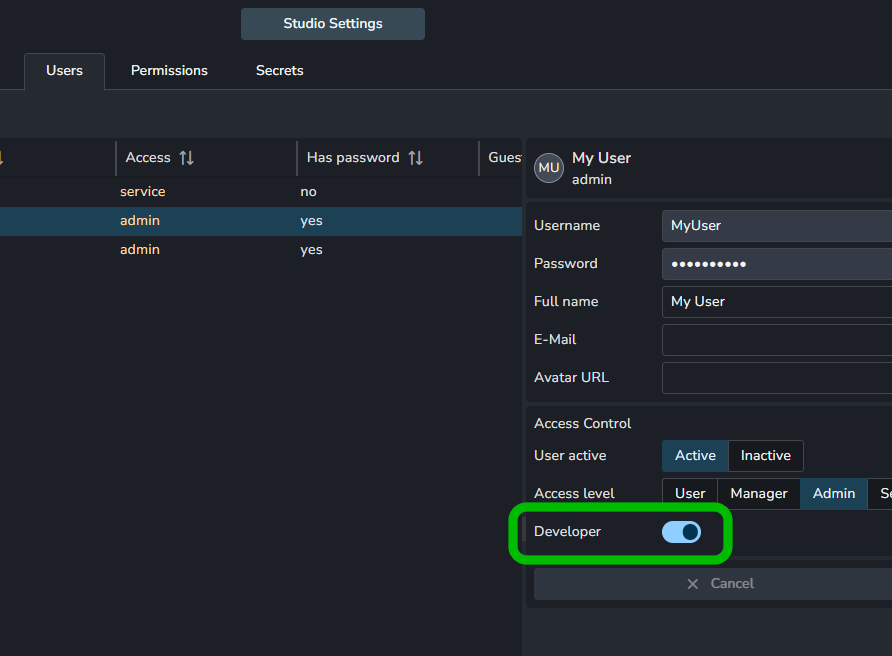 Studio Settings
Users Permissions Secrets
Access Has password Gues
service no
admin yes
admin yes
MU My User
admin
Username MyUser
Password ••••••••••
Full name My User
E-Mail
Avatar URL
Access Control
User active Active Inactive
Access level User Manager Admin Se
Developer
Cancel